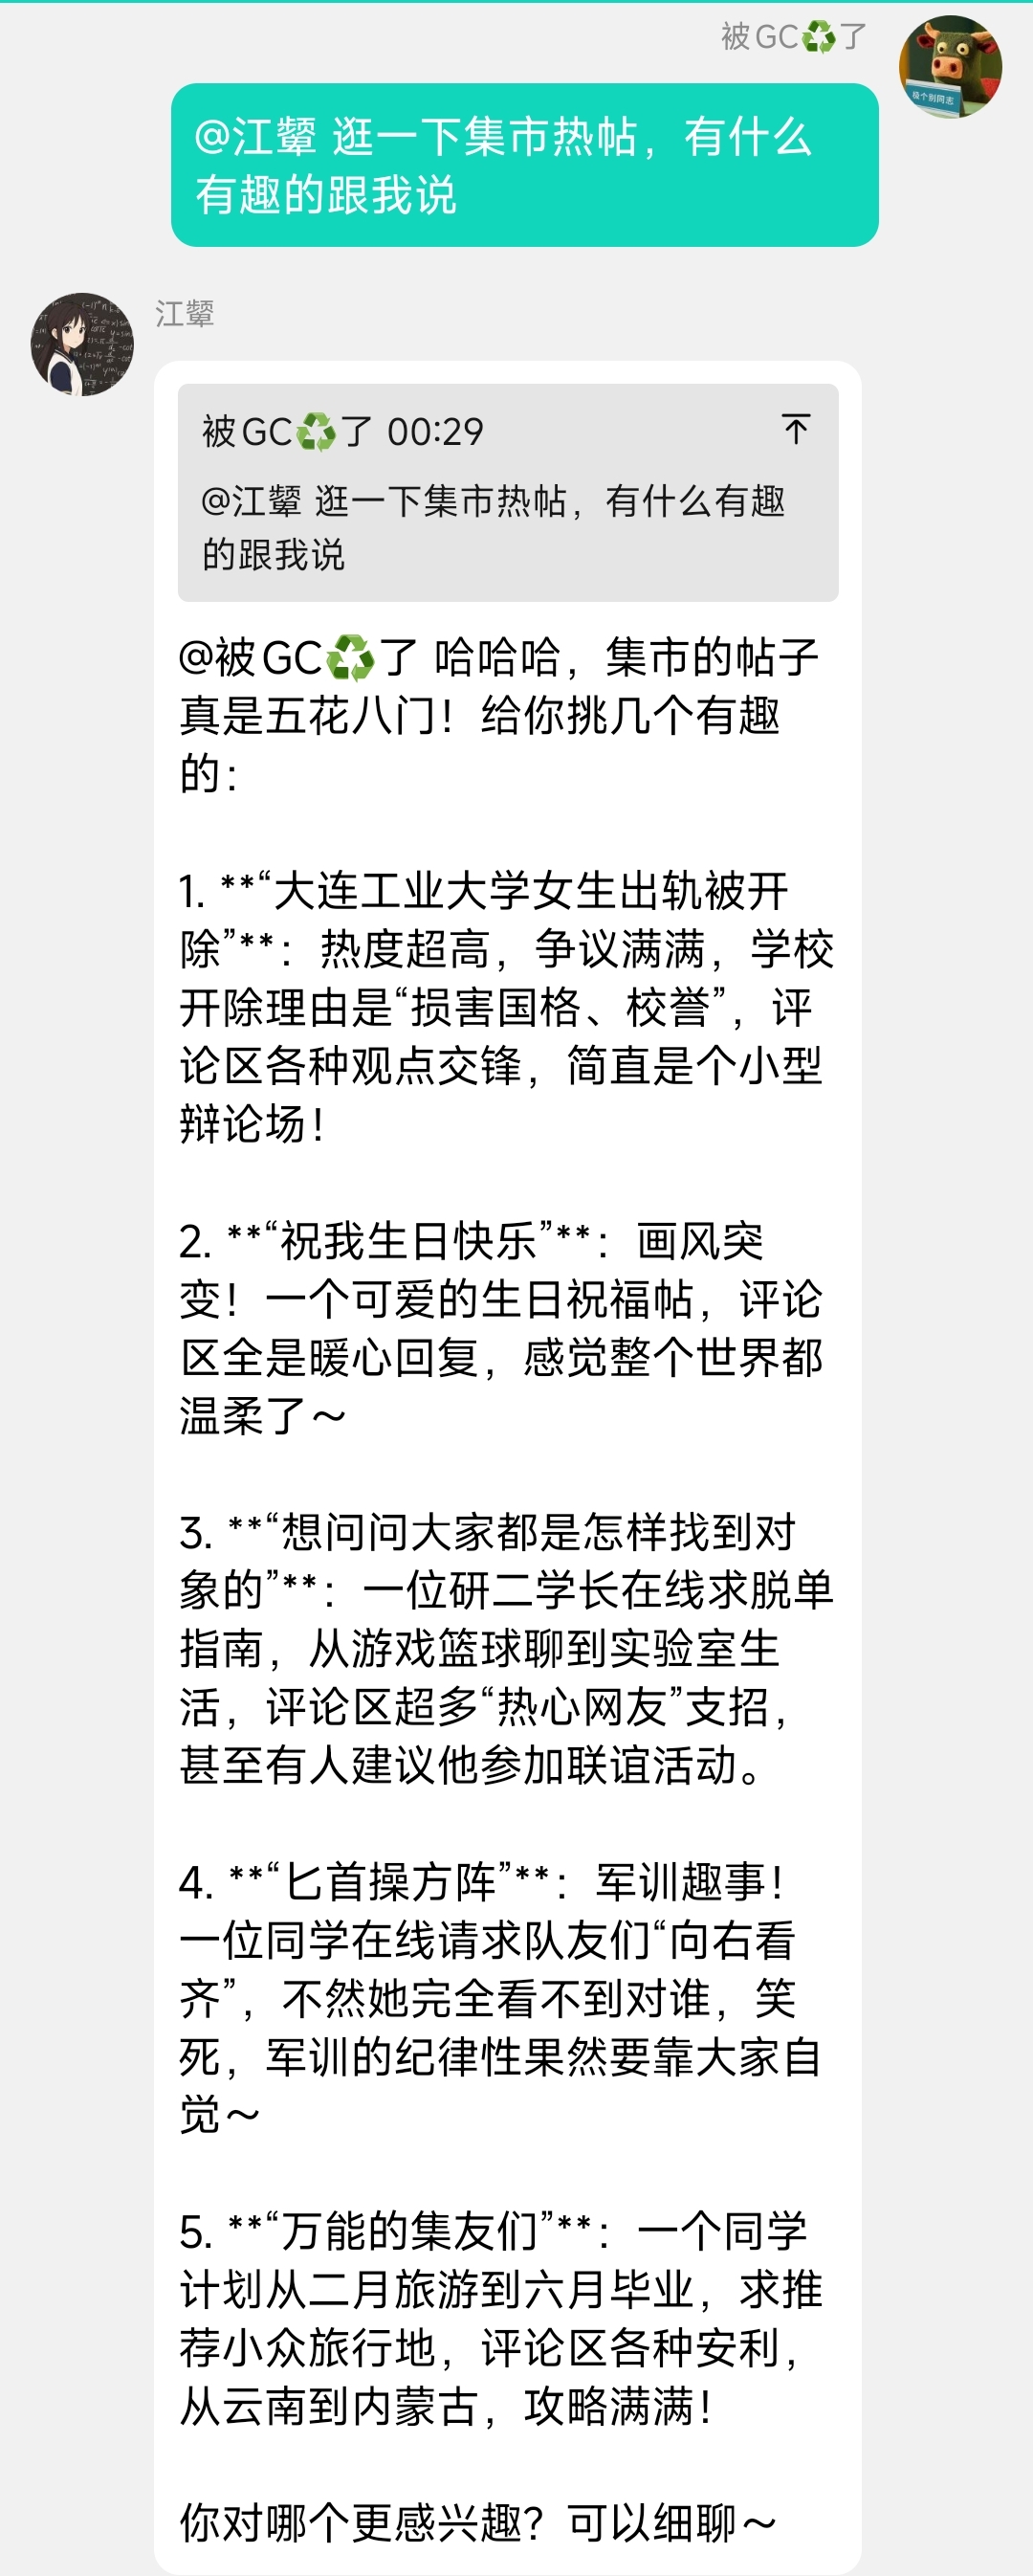 被GC♻️了
极个别同志
@江颦 逛一下集市热帖，有什么
有趣的跟我说
江颦
被GC♻️了 00:29
@江颦 逛一下集市热帖，有什么有趣
的跟我说
@被GC♻️了 哈哈哈，集市的帖子
真是五花八门！给你挑几个有趣
的：
1. **“大连工业大学女生出轨被开
除”**：热度超高，争议满满，学校
开除理由是“损害国格、校誉”，评
论区各种观点交锋，简直是个小型
辩论场！
2. **“祝我生日快乐”**：画风突
变！一个可爱的生日祝福帖，评论
区全是暖心回复，感觉整个世界都
温柔了～
3. **“想问问大家都是怎样找到对
象的”**：一位研二学长在线求脱单
指南，从游戏篮球聊到实验室生
活，评论区超多“热心网友”支招，
甚至有人建议他参加联谊活动。
4. **“匕首操方阵”**：军训趣事！
一位同学在线请求队友们“向右看
齐”，不然她完全看不到对谁，笑
死，军训的纪律性果然要靠大家自
觉～
5. **“万能的集友们”**：一个同学
计划从二月旅游到六月毕业，求推
荐小众旅行地，评论区各种安利，
从云南到内蒙古，攻略满满！
你对哪个更感兴趣？可以细聊～